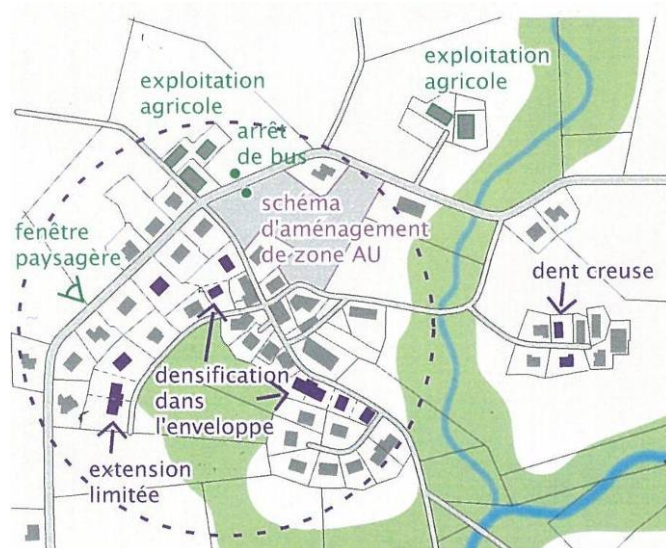 exploitation
agricole
exploitation
agricole
arrêt
de bus
schéma
d'aménagement
de zone AU
fenêtre
paysagère
dent creuse
densification
dans
l'enveloppe
extension
limitée